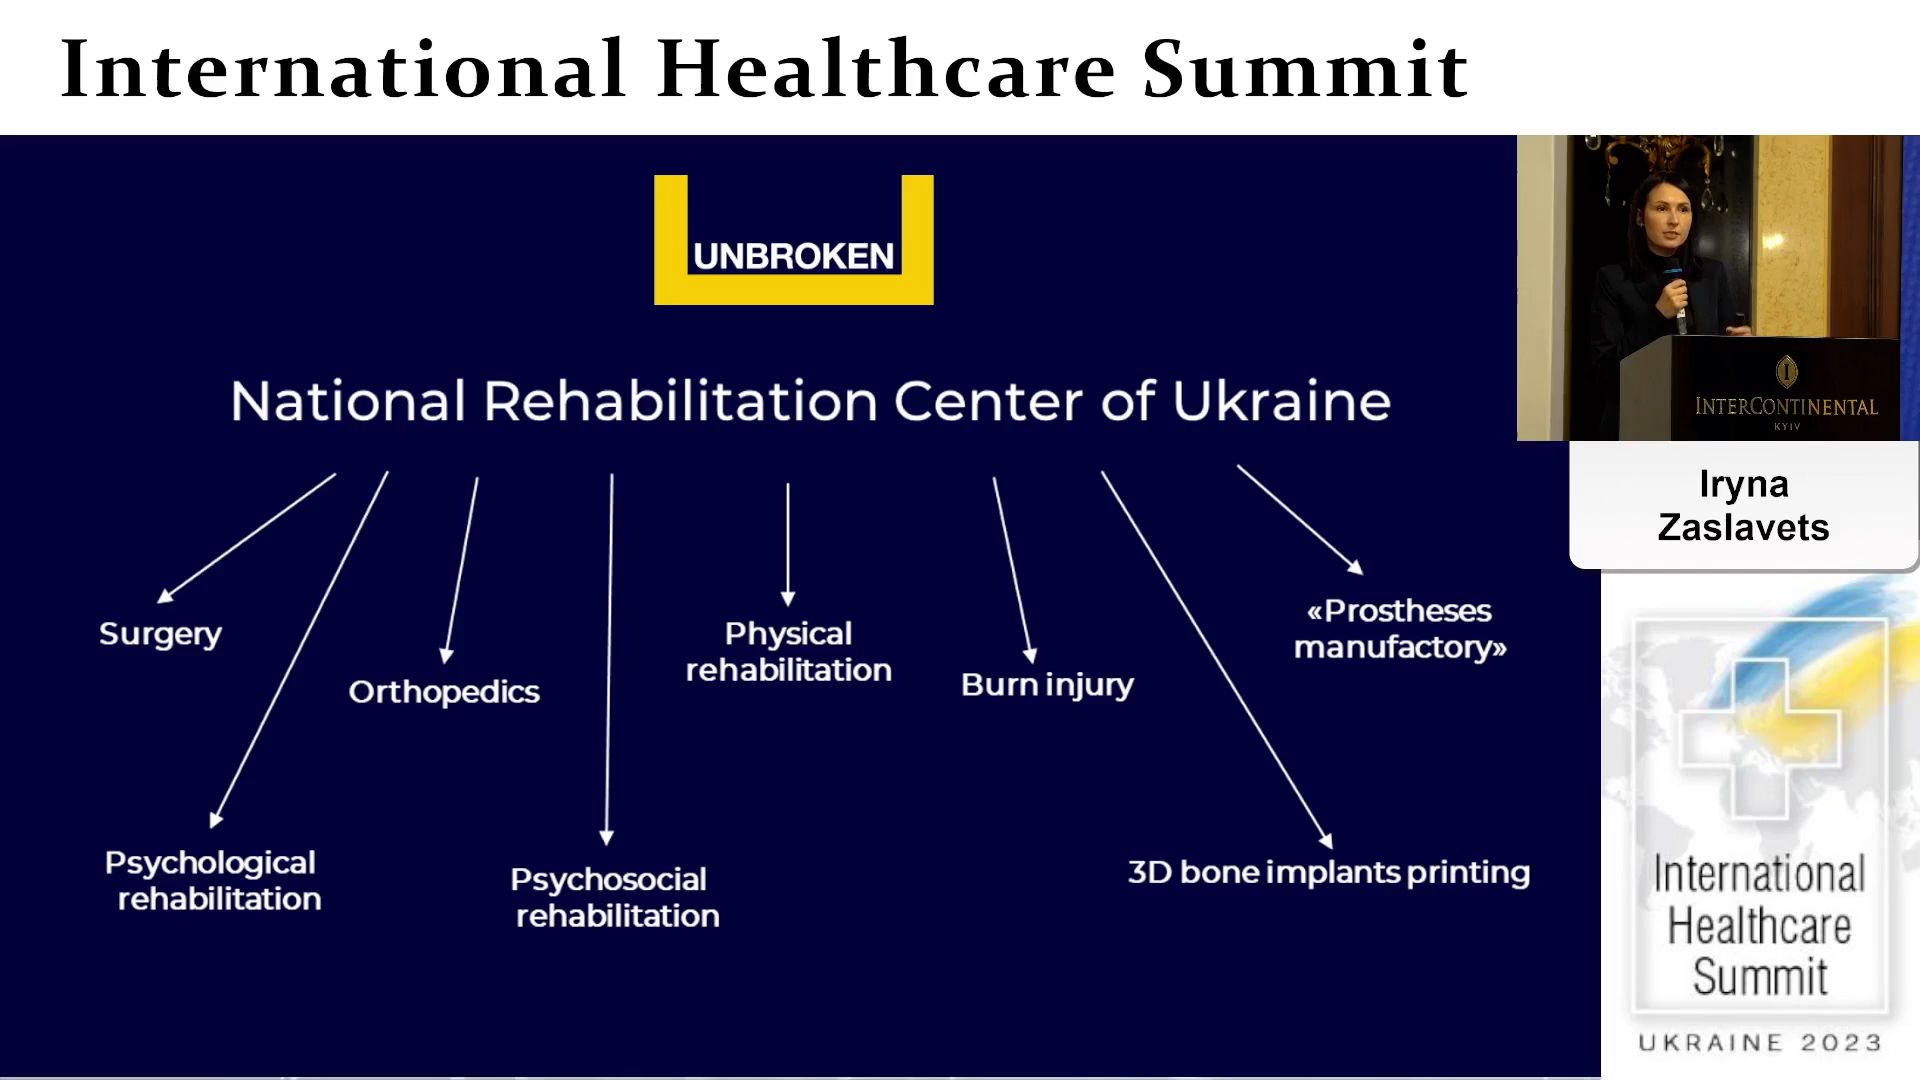 International Healthcare Summit
UNBROKEN
National Rehabilitation Center of Ukraine
Surgery
Orthopedics
Physical
rehabilitation
Burn injury
«Prostheses
manufactory»
Psychological
rehabilitation
Psychosocial
rehabilitation
3D bone implants printing
INTERCONTINENTAL
KYIV
Iryna
Zaslavets
International
Healthcare
Summit
UKRAINE 2023